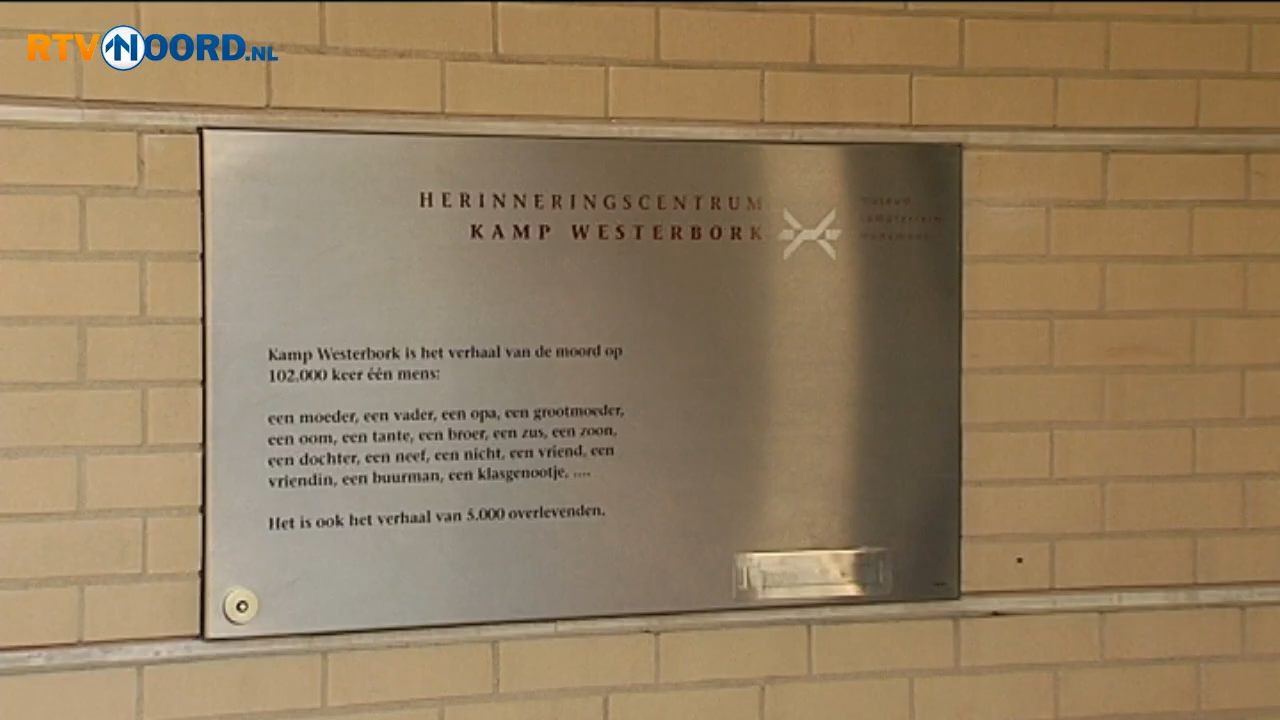 RTV NOORD.NL
HERINNERINGSCENTRUM
KAMP WESTERBORK
museum
kampterrein
monumenten
Kamp Westerbork is het verhaal van de moord op
102.000 keer één mens:
een moeder, een vader, een opa, een grootmoeder,
een oom, een tante, een broer, een zus, een zoon,
een dochter, een neef, een nicht, een vriend, een
vriendin, een buurman, een klasgenootje, ....
Het is ook het verhaal van 5.000 overlevenden.